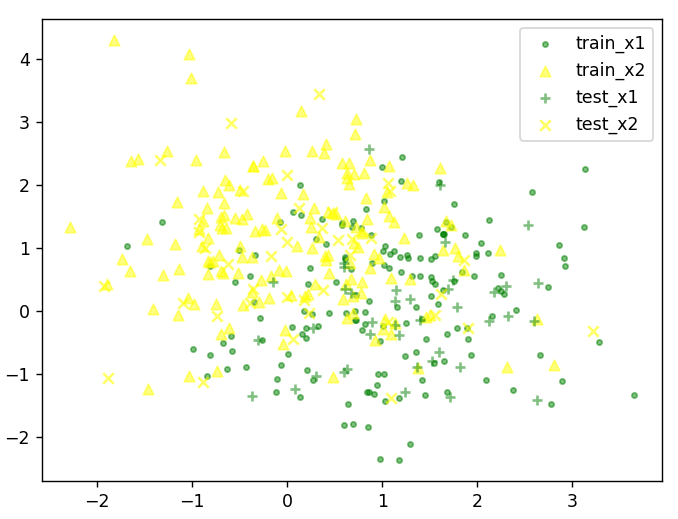 train_x1
train_x2
test_x1
test_x2
4
3
2
1
0
−1
−2
−2 −1 0 1 2 3